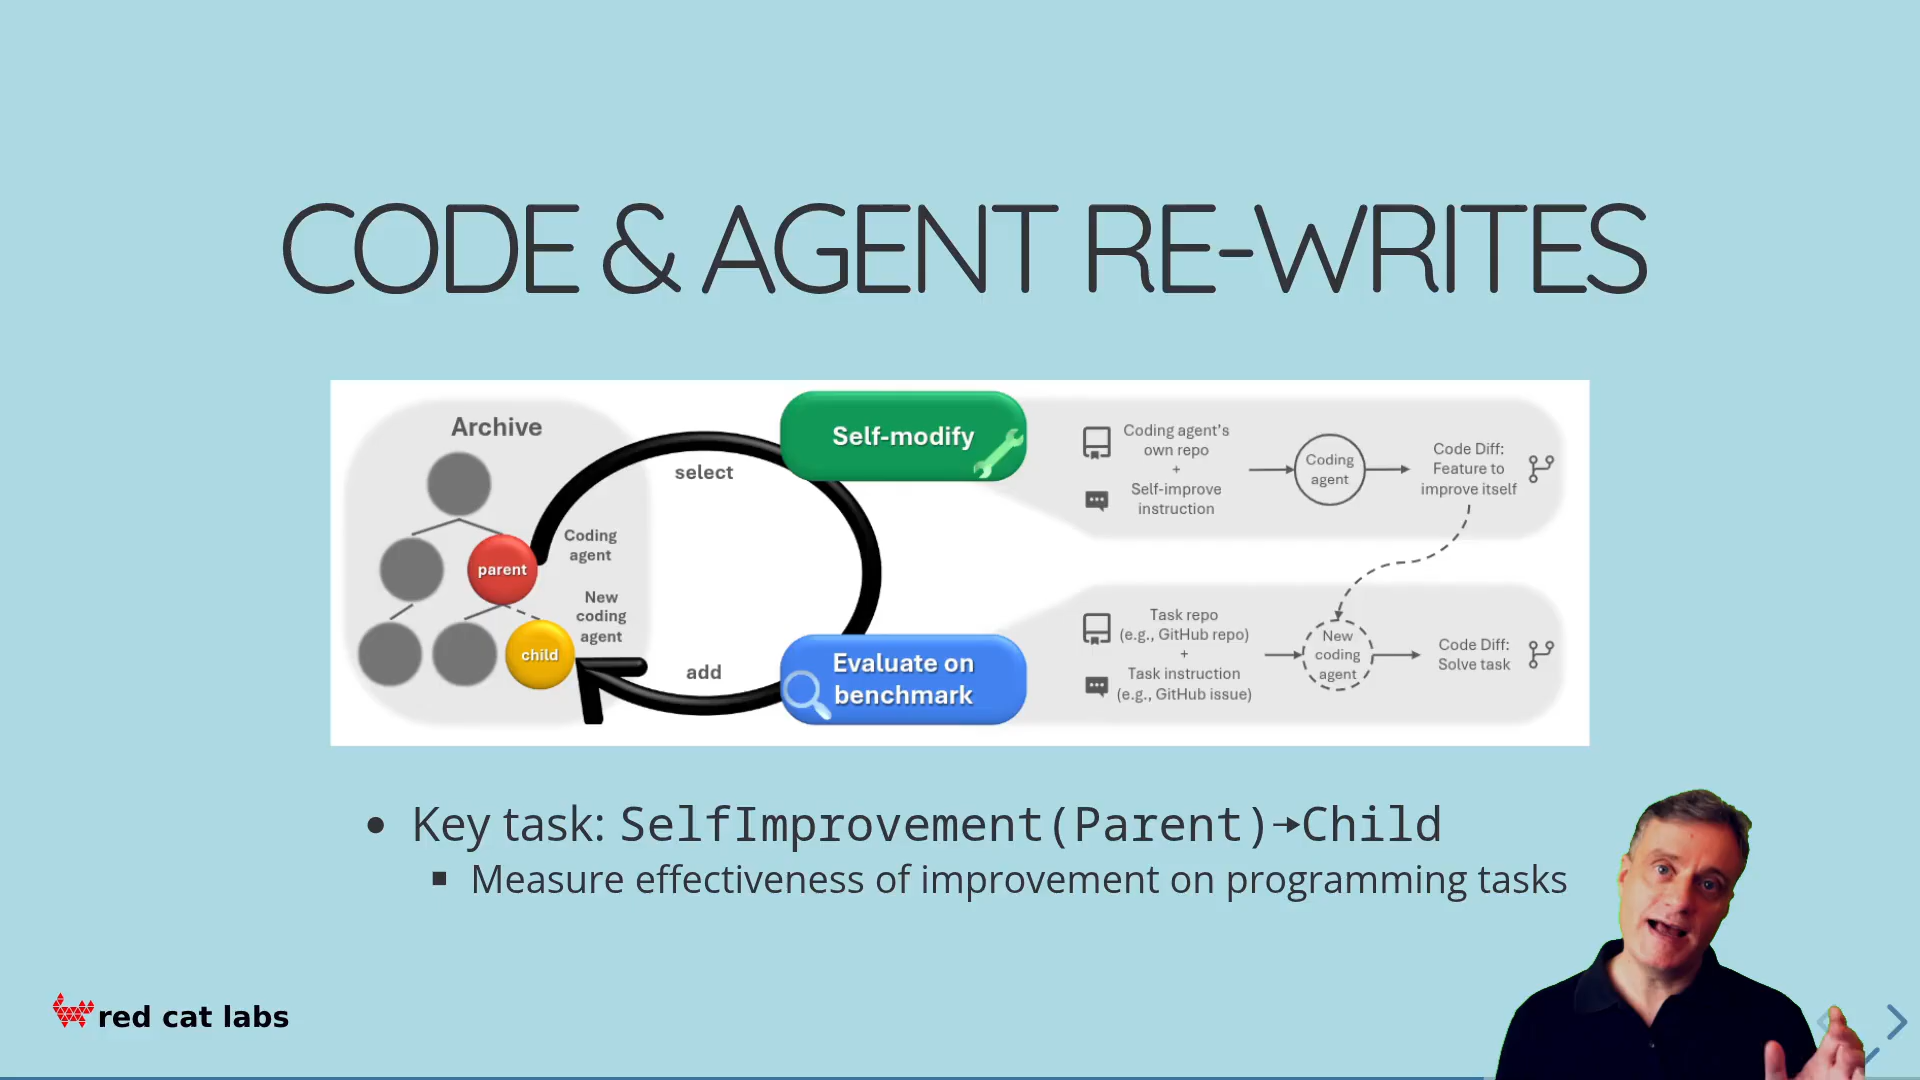 CODE & AGENT RE-WRITES
Archive
parent
child
Coding
agent
New
coding
agent
select
add
Self-modify
Evaluate on
benchmark
Coding agent's
own repo
+
Self-improve
instruction
Coding
agent
Code Diff:
Feature to
improve itself
Task repo
(e.g., GitHub repo)
+
Task instruction
(e.g., GitHub issue)
New
coding
agent
Code Diff:
Solve task
• Key task: SelfImprovement(Parent)→Child
▪ Measure effectiveness of improvement on programming tasks
red cat labs